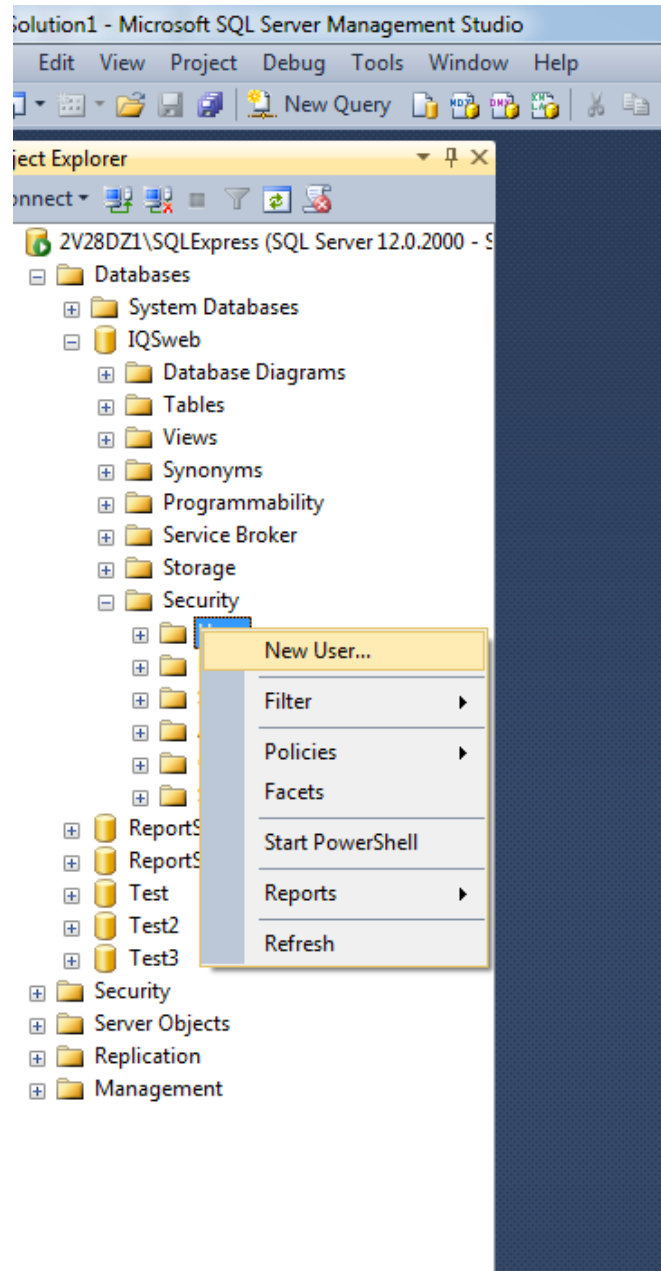 Solution1 - Microsoft SQL Server Management Studio
Edit View Project Debug Tools Window Help
New Query
ject Explorer
onnect
2V28DZ1\SQLExpress (SQL Server 12.0.2000 - S
Databases
System Databases
IQSweb
Database Diagrams
Tables
Views
Synonyms
Programmability
Service Broker
Storage
Security
New User...
Filter
Policies
Facets
Start PowerShell
Reports
Refresh
ReportS
ReportS
Test
Test2
Test3
Security
Server Objects
Replication
Management